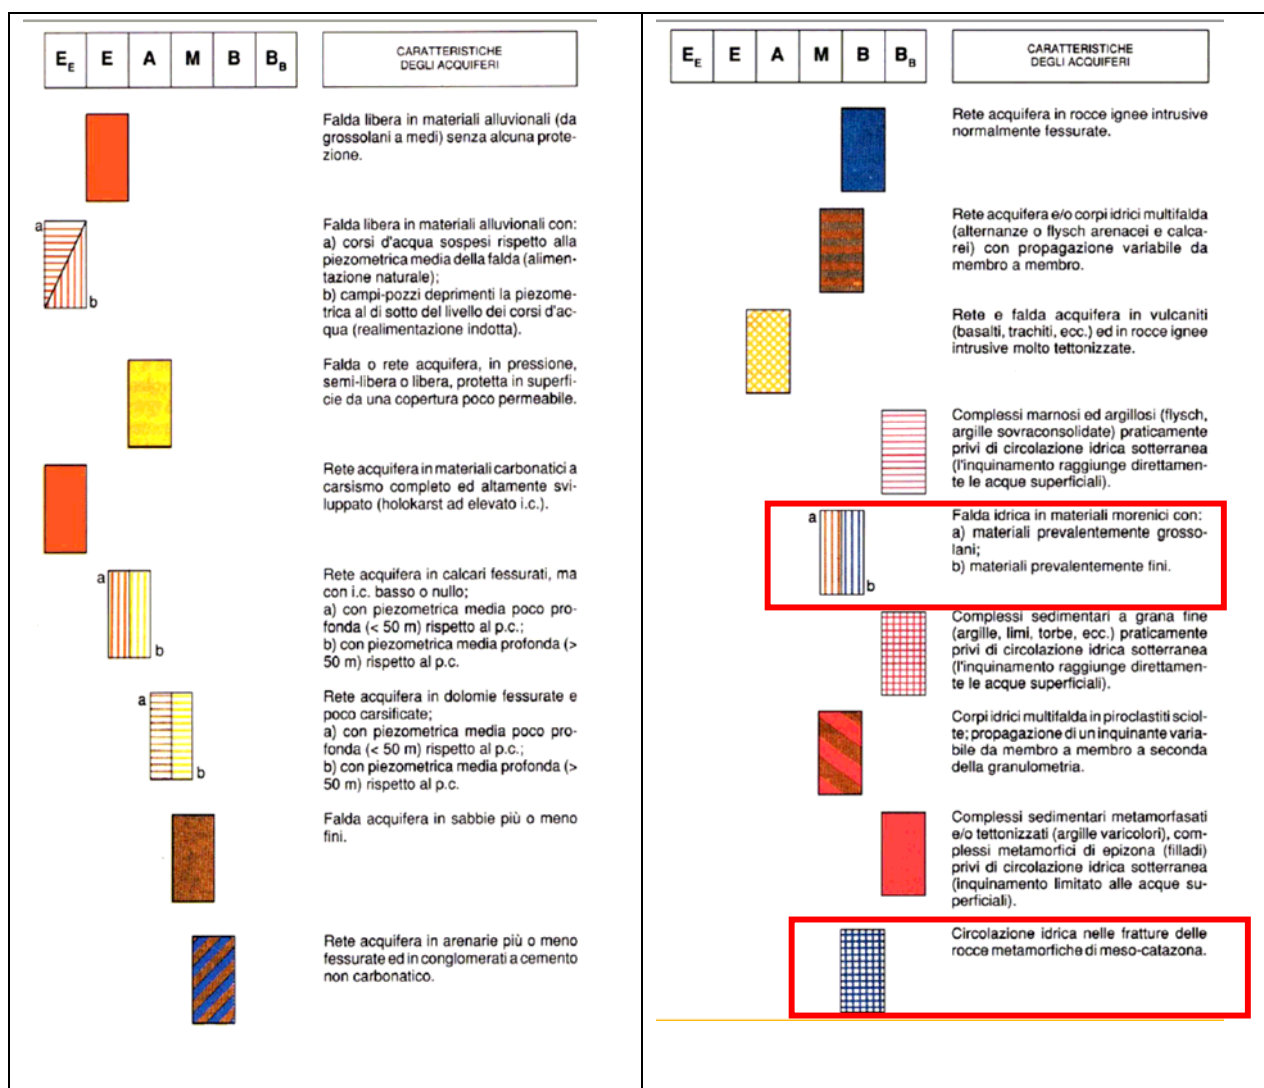 E_E E A M B B_B
CARATTERISTICHE
DEGLI ACQUIFERI
Falda libera in materiali alluvionali (da
grossolani a medi) senza alcuna prote-
zione.
a
b
Falda libera in materiali alluvionali con:
a) corsi d'acqua sospesi rispetto alla
piezometrica media della falda (alimen-
tazione naturale);
b) campi-pozzi deprimenti la piezome-
trica al di sotto del livello dei corsi d'ac-
qua (realimentazione indotta).
Falda o rete acquifera, in pressione,
semi-libera o libera, protetta in superfi-
cie da una copertura poco permeabile.
Rete acquifera in materiali carbonatici a
carsismo completo ed altamente svi-
luppato (holokarst ad elevato i.c.).
a
b
Rete acquifera in calcari fessurati, ma
con i.c. basso o nullo;
a) con piezometrica media poco pro-
fonda (< 50 m) rispetto al p.c.;
b) con piezometrica media profonda (>
50 m) rispetto al p.c.
a
b
Rete acquifera in dolomie fessurate e
poco carsificate;
a) con piezometrica media poco pro-
fonda (< 50 m) rispetto al p.c.;
b) con piezometrica media profonda (>
50 m) rispetto al p.c.
Falda acquifera in sabbie più o meno
fini.
Rete acquifera in arenarie più o meno
fessurate ed in conglomerati a cemento
non carbonatico.
E_E E A M B B_B
CARATTERISTICHE
DEGLI ACQUIFERI
Rete acquifera in rocce ignee intrusive
normalmente fessurate.
Rete acquifera e/o corpi idrici multifalda
(alternanze o flysch arenacei e calca-
rei) con propagazione variabile da
membro a membro.
Rete e falda acquifera in vulcaniti
(basalti, trachiti, ecc.) ed in rocce ignee
intrusive molto tettonizzate.
Complessi marnosi ed argillosi (flysch,
argille sovraconsolidate) praticamente
privi di circolazione idrica sotterranea
(l'inquinamento raggiunge direttamen-
te le acque superficiali).
a
b
Falda idrica in materiali morenici con:
a) materiali prevalentemente grosso-
lani;
b) materiali prevalentemente fini.
Complessi sedimentari a grana fine
(argille, limi, torbe, ecc.) praticamente
privi di circolazione idrica sotterranea
(l'inquinamento raggiunge direttamen-
te le acque superficiali).
Corpi idrici multifalda in piroclastiti sciol-
te; propagazione di un inquinante varia-
bile da membro a membro a seconda
della granulometria.
Complessi sedimentari metamorfasati
e/o tettonizzati (argille varicolori), com-
plessi metamorfici di epizona (filladi)
privi di circolazione idrica sotterranea
(inquinamento limitato alle acque su-
perficiali).
Circolazione idrica nelle fratture delle
rocce metamorfiche di meso-catazona.